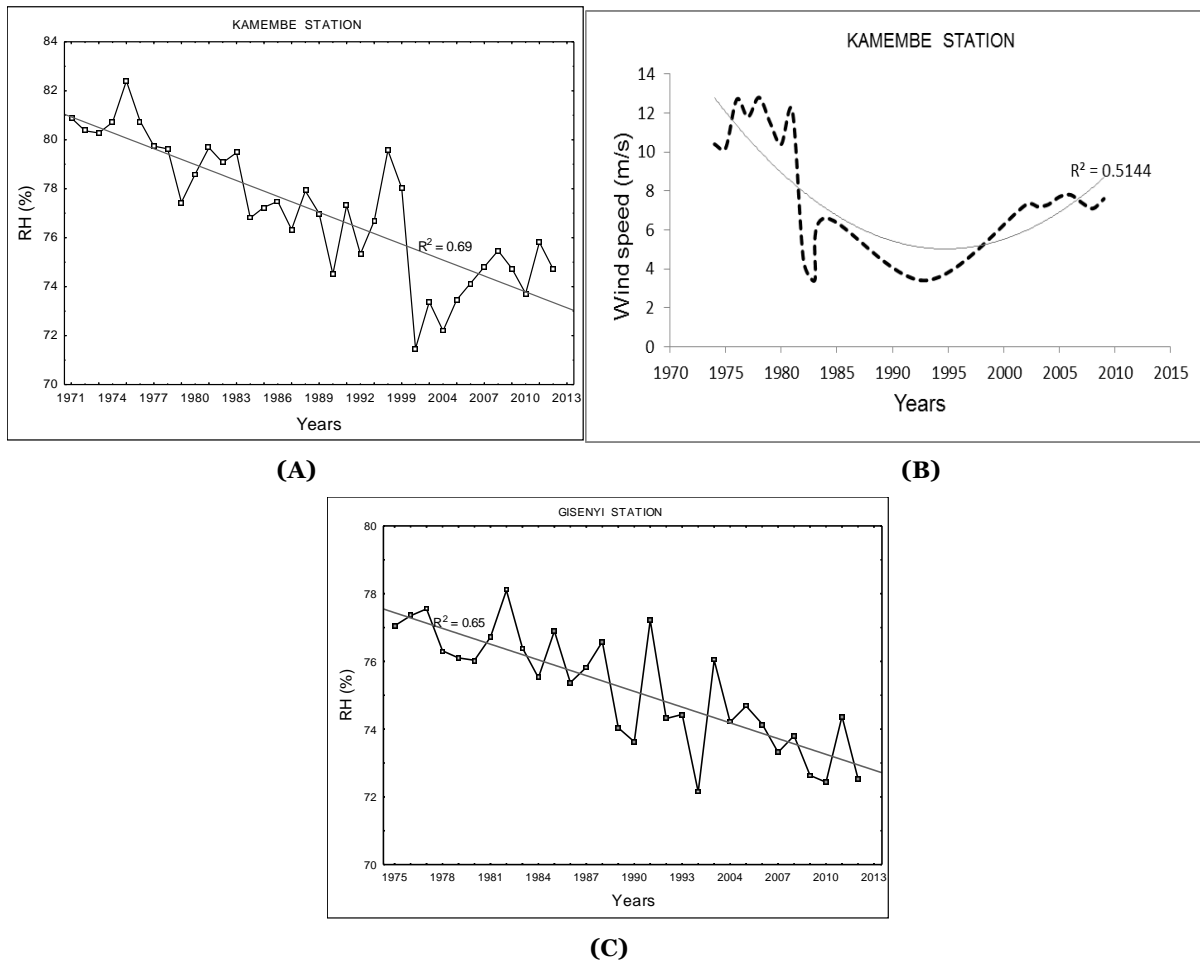 KAMEMBE STATION
84
82
80
78
76
74
72
70
RH (%)
R² = 0.69
1971 1974 1977 1980 1983 1986 1989 1992 1999 2004 2007 2010 2013
Years
(A)
KAMEMBE STATION
14
12
10
8
6
4
2
0
Wind speed (m/s)
R² = 0.5144
1970 1975 1980 1985 1990 1995 2000 2005 2010 2015
Years
(B)
GISENYI STATION
80
78
76
74
72
70
RH (%)
R² = 0.65
1975 1978 1981 1984 1987 1990 1993 2004 2007 2010 2013
Years
(C)